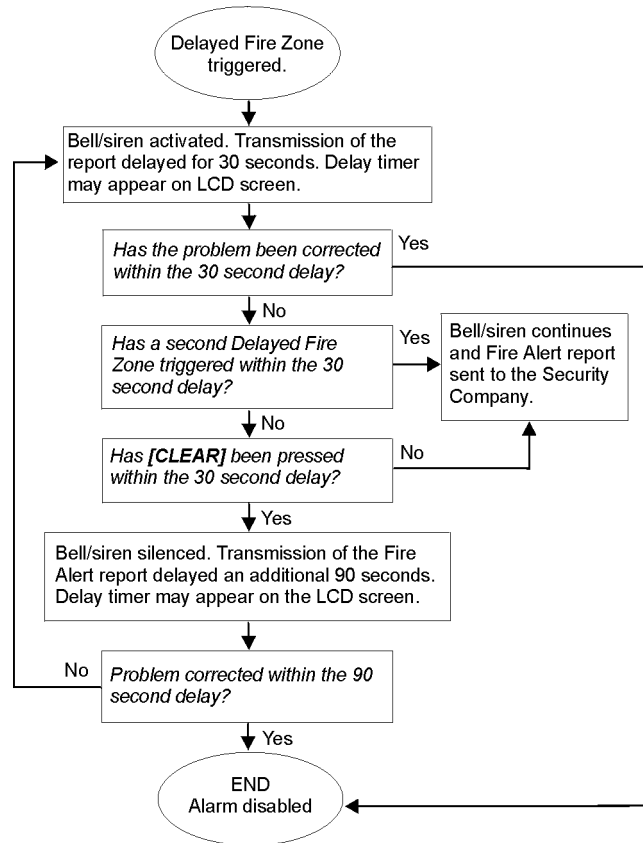 Delayed Fire Zone
triggered.
Bell/siren activated. Transmission of the
report delayed for 30 seconds. Delay timer
may appear on LCD screen.
Has the problem been corrected
within the 30 second delay?
Yes
No
Has a second Delayed Fire
Zone triggered within the 30
second delay?
Yes
Bell/siren continues
and Fire Alert report
sent to the Security
Company.
No
Has [CLEAR] been pressed
within the 30 second delay?
No
Yes
Bell/siren silenced. Transmission of the Fire
Alert report delayed an additional 90 seconds.
Delay timer may appear on the LCD screen.
No
Problem corrected within the 90
second delay?
Yes
END
Alarm disabled